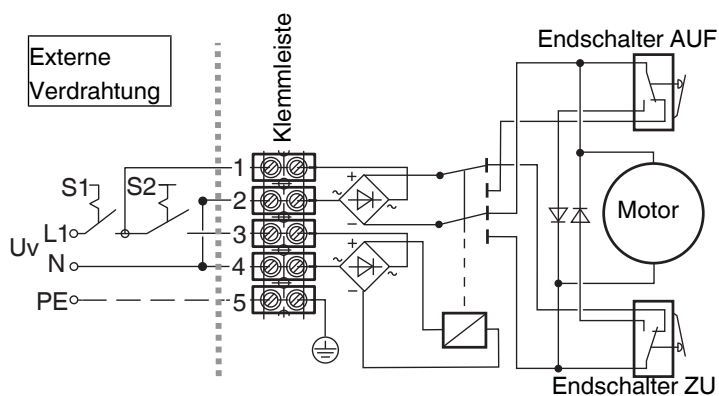 Externe
Verdrahtung
Klemmleiste
Endschalter AUF
S1 S2
1
2
3
4
5
Uv
L1
N
PE
+
~ ~
–
+
~ ~
–
Motor
Endschalter ZU